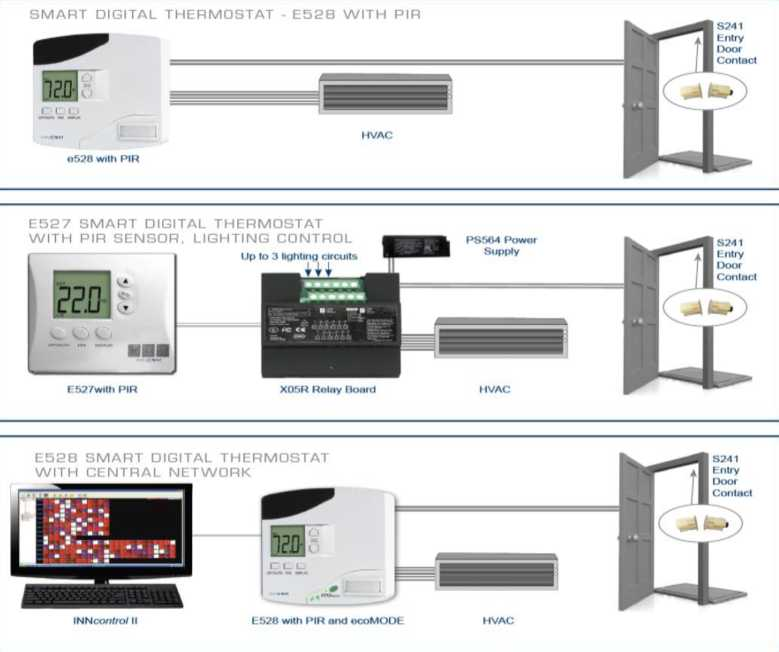 SMART DIGITAL THERMOSTAT - E528 WITH PIR
S241
Entry
Door
Contact
72.0
HVAC
e528 with PIR
E527 SMART DIGITAL THERMOSTAT
WITH PIR SENSOR, LIGHTING CONTROL
Up to 3 lighting circuits
PS564 Power
Supply
S241
Entry
Door
Contact
22.0
E527with PIR
X05R Relay Board
HVAC
E528 SMART DIGITAL THERMOSTAT
WITH CENTRAL NETWORK
S241
Entry
Door
Contact
72.0
INNcontrol II
E528 with PIR and ecoMODE
HVAC